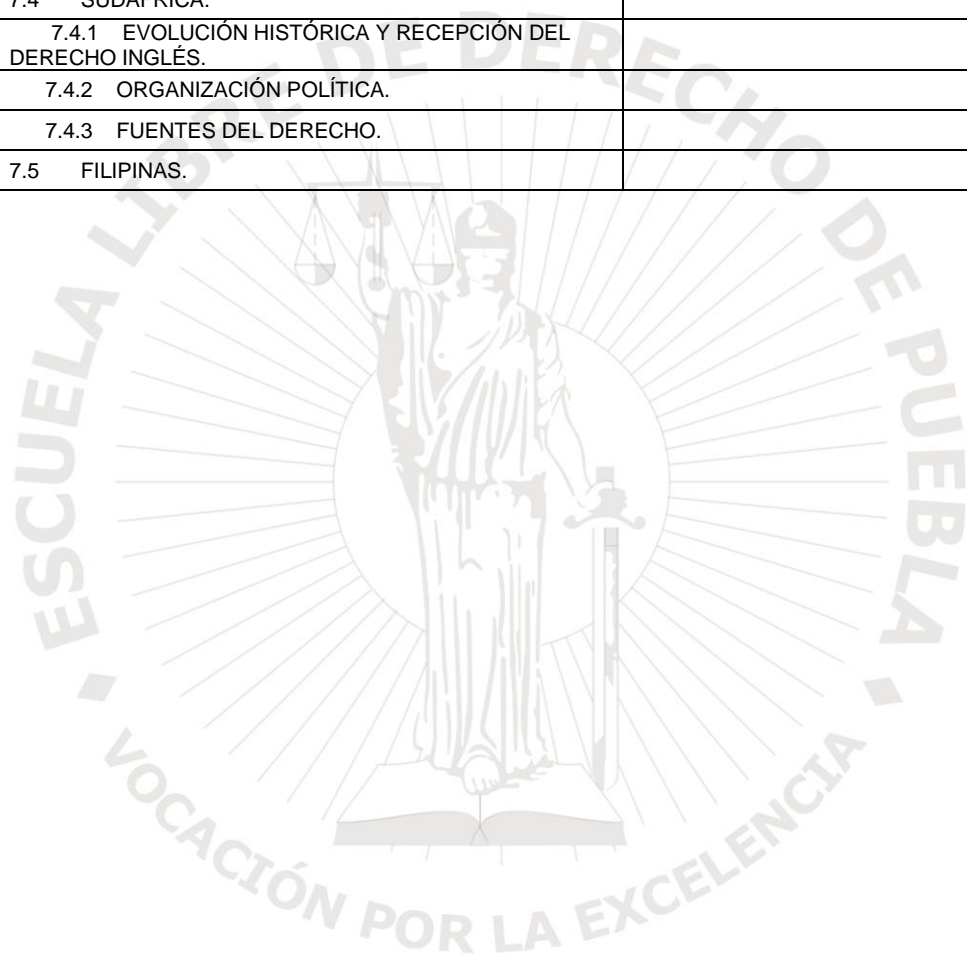 7.4 SUDÁFRICA.
7.4.1 EVOLUCIÓN HISTÓRICA Y RECEPCIÓN DEL
DERECHO INGLÉS.
7.4.2 ORGANIZACIÓN POLÍTICA.
7.4.3 FUENTES DEL DERECHO.
7.5 FILIPINAS.
ESCUELA LIBRE DE DERECHO DE PUEBLA
VOCACIÓN POR LA EXCELENCIA